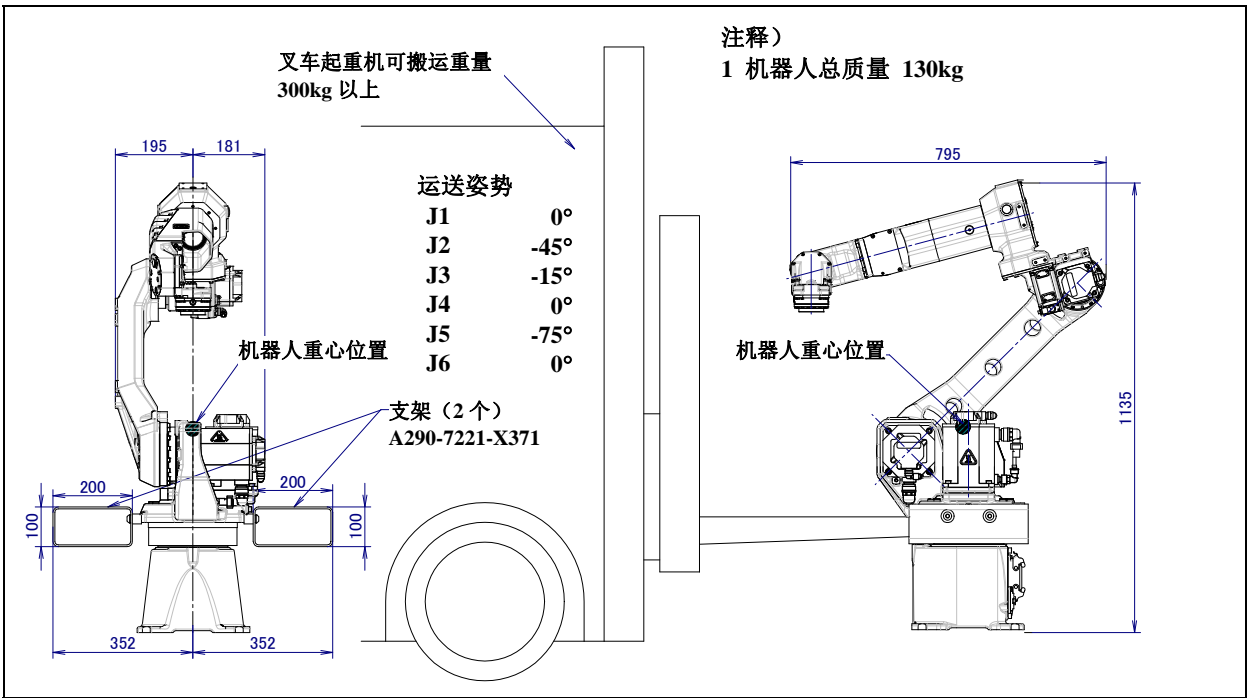 叉车起重机可搬运重量
300kg 以上
注释）
1 机器人总质量 130kg
195
181
795
运送姿势
J1 0°
J2 -45°
J3 -15°
J4 0°
J5 -75°
J6 0°
机器人重心位置
机器人重心位置
1135
支架（2 个）
A290-7221-X371
200
200
100
100
352
352